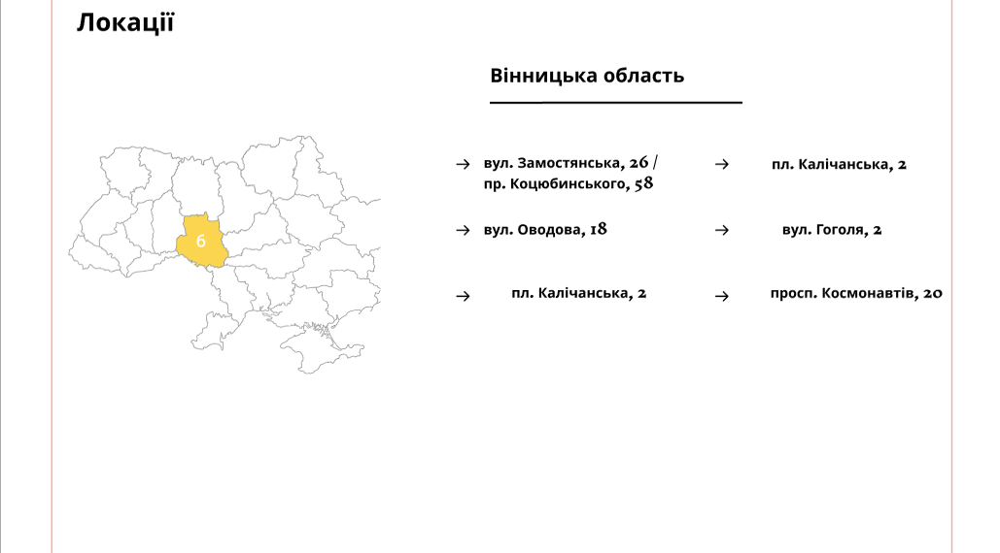 Локації
Вінницька область
6
вул. Замостянська, 26 /
пр. Коцюбинського, 58
вул. Оводова, 18
пл. Калічанська, 2
пл. Калічанська, 2
вул. Гоголя, 2
просп. Космонавтів, 20